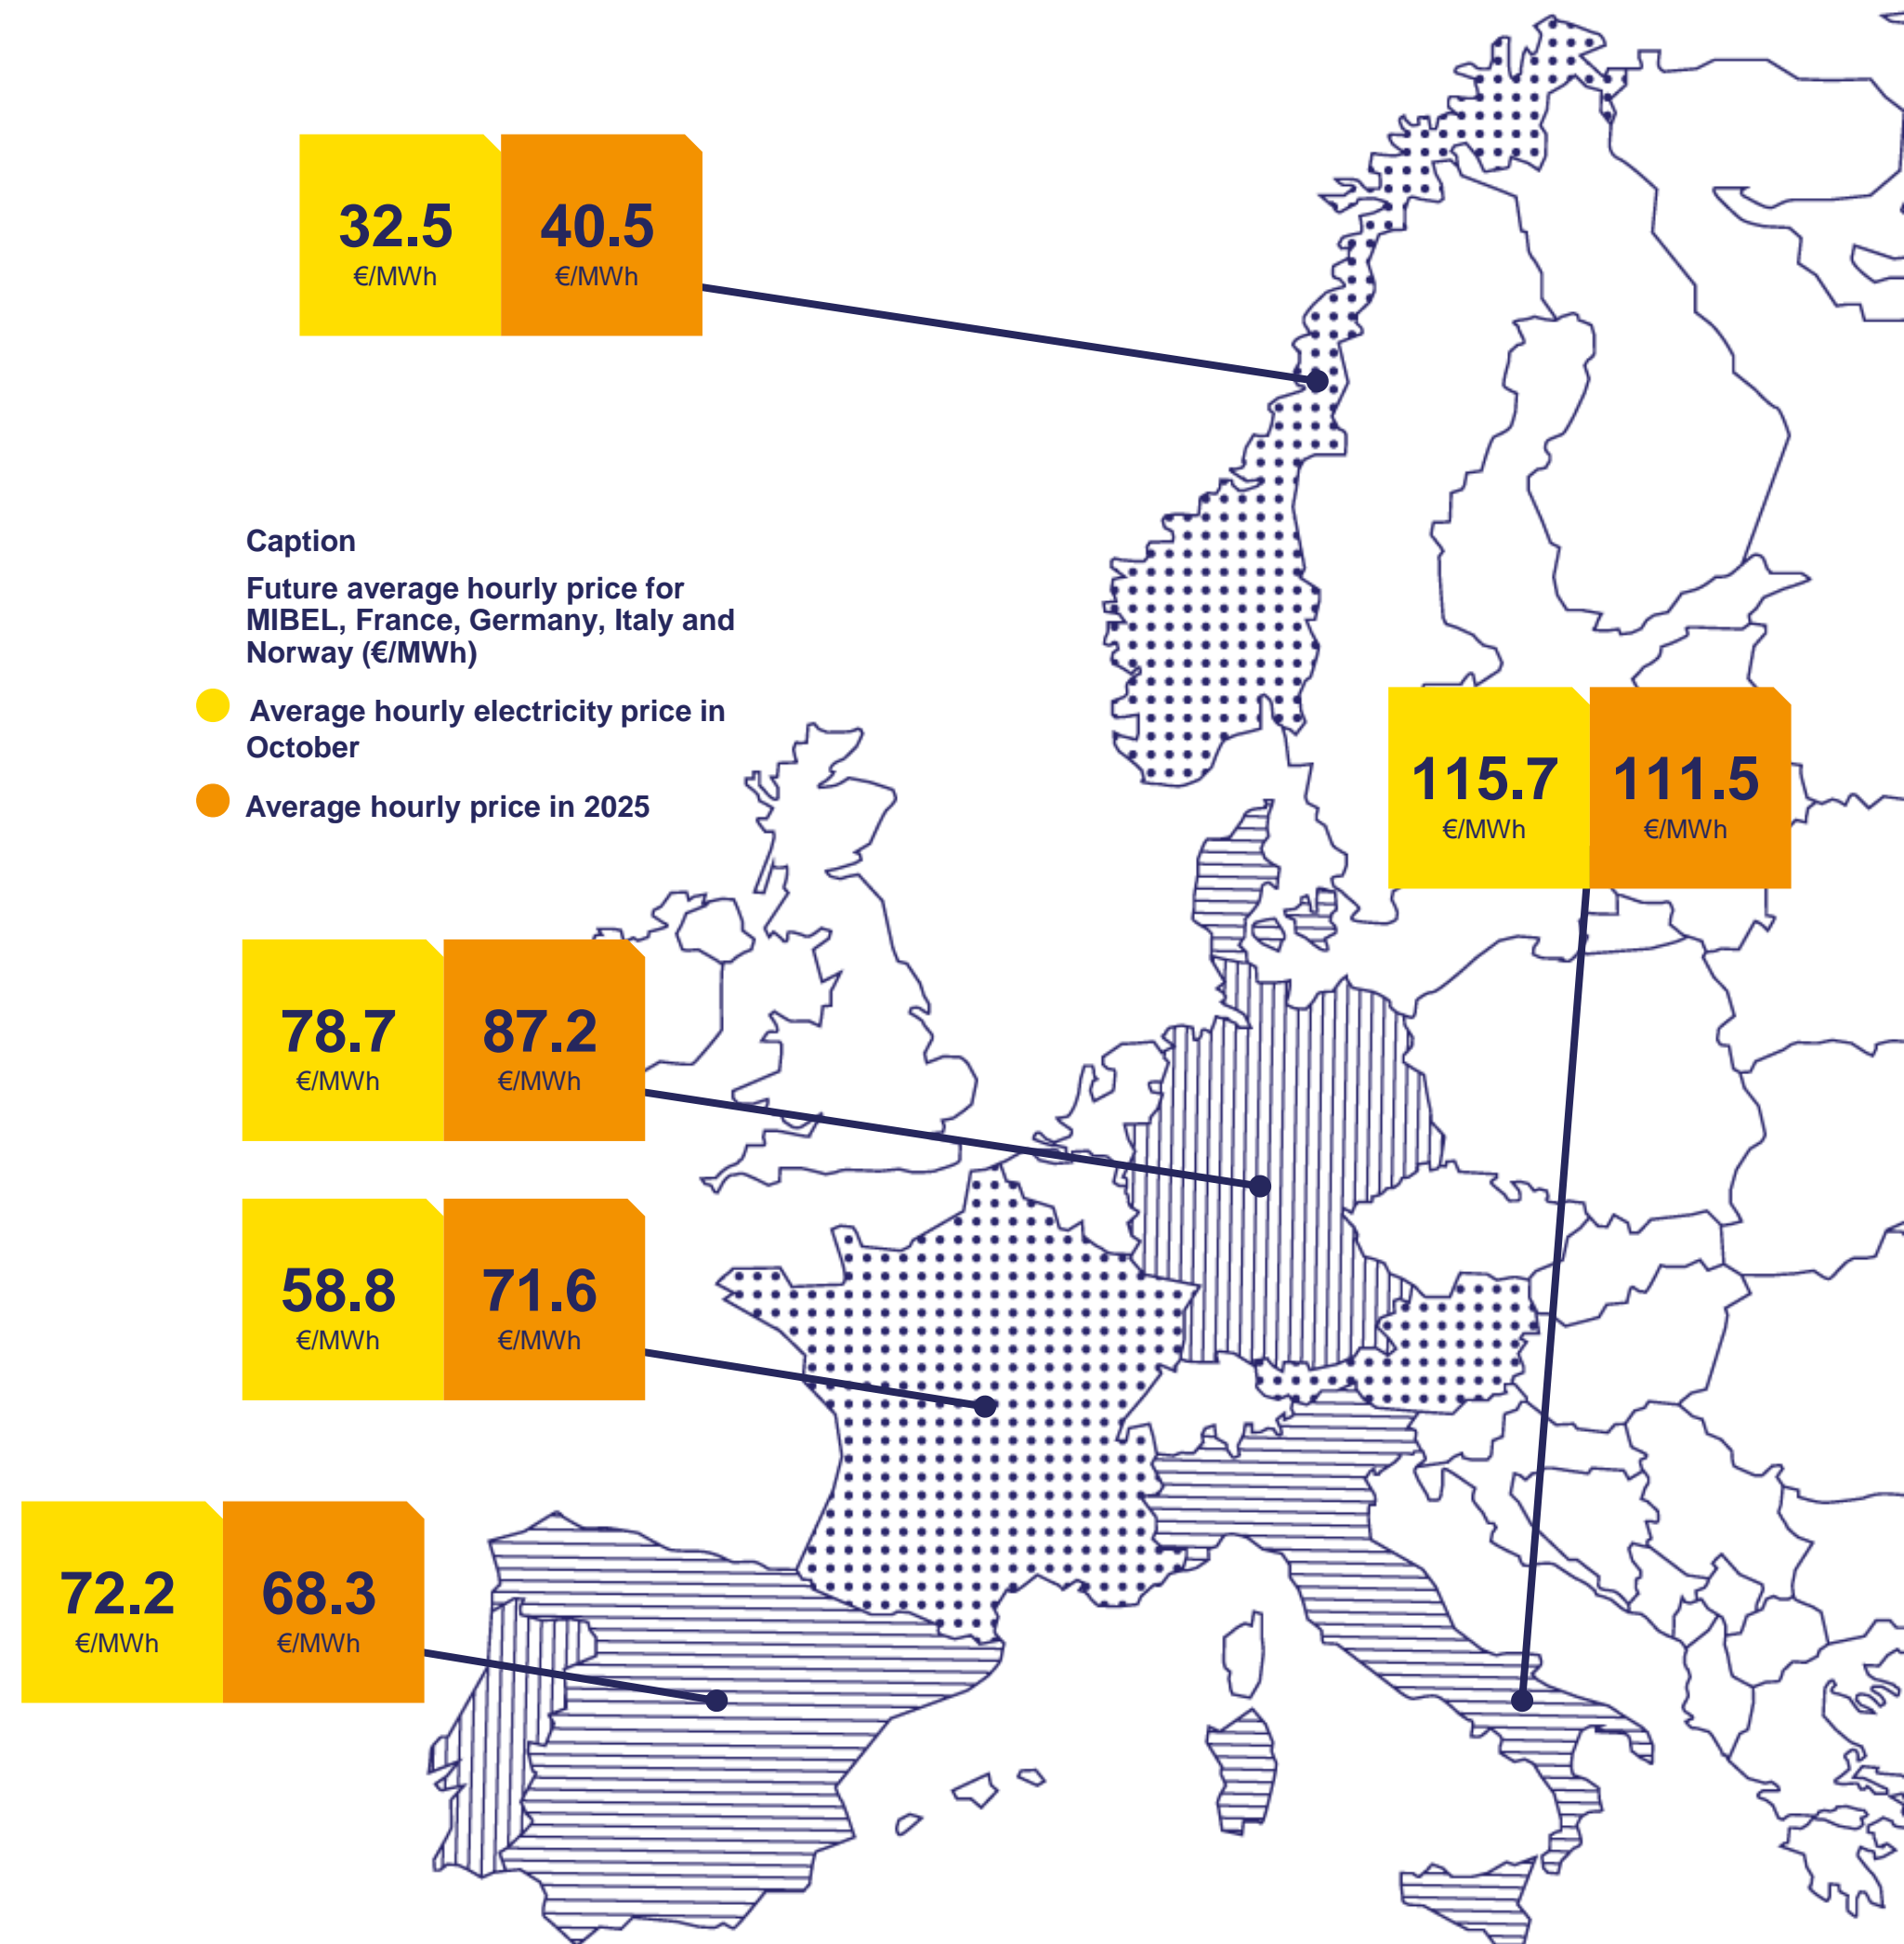 32.5
€/MWh
40.5
€/MWh
Caption
Future average hourly price for
MIBEL, France, Germany, Italy and
Norway (€/MWh)
Average hourly electricity price in
October
Average hourly price in 2025
115.7
€/MWh
111.5
€/MWh
78.7
€/MWh
87.2
€/MWh
58.8
€/MWh
71.6
€/MWh
72.2
€/MWh
68.3
€/MWh